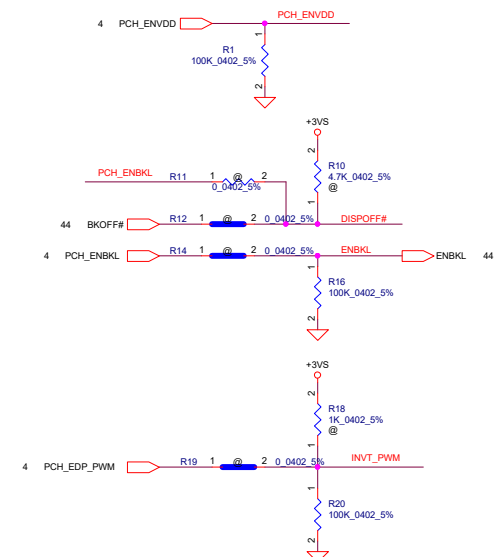 4 PCH_ENVDD PCH_ENVDD
1
R1
100K_0402_5%
2
+3VS
2
R10
4.7K_0402_5%
@
1
PCH_ENBKL R11 1 @ 2
0_0402_5%
44 BKOFF# R12 1 @ 2 0_0402_5% DISPOFF#
4 PCH_ENBKL R14 1 @ 2 0_0402_5% ENBKL ENBKL 44
1
R16
100K_0402_5%
2
+3VS
2
R18
1K_0402_5%
@
1
4 PCH_EDP_PWM R19 1 @ 2 0_0402_5% INVT_PWM
1
R20
100K_0402_5%
2